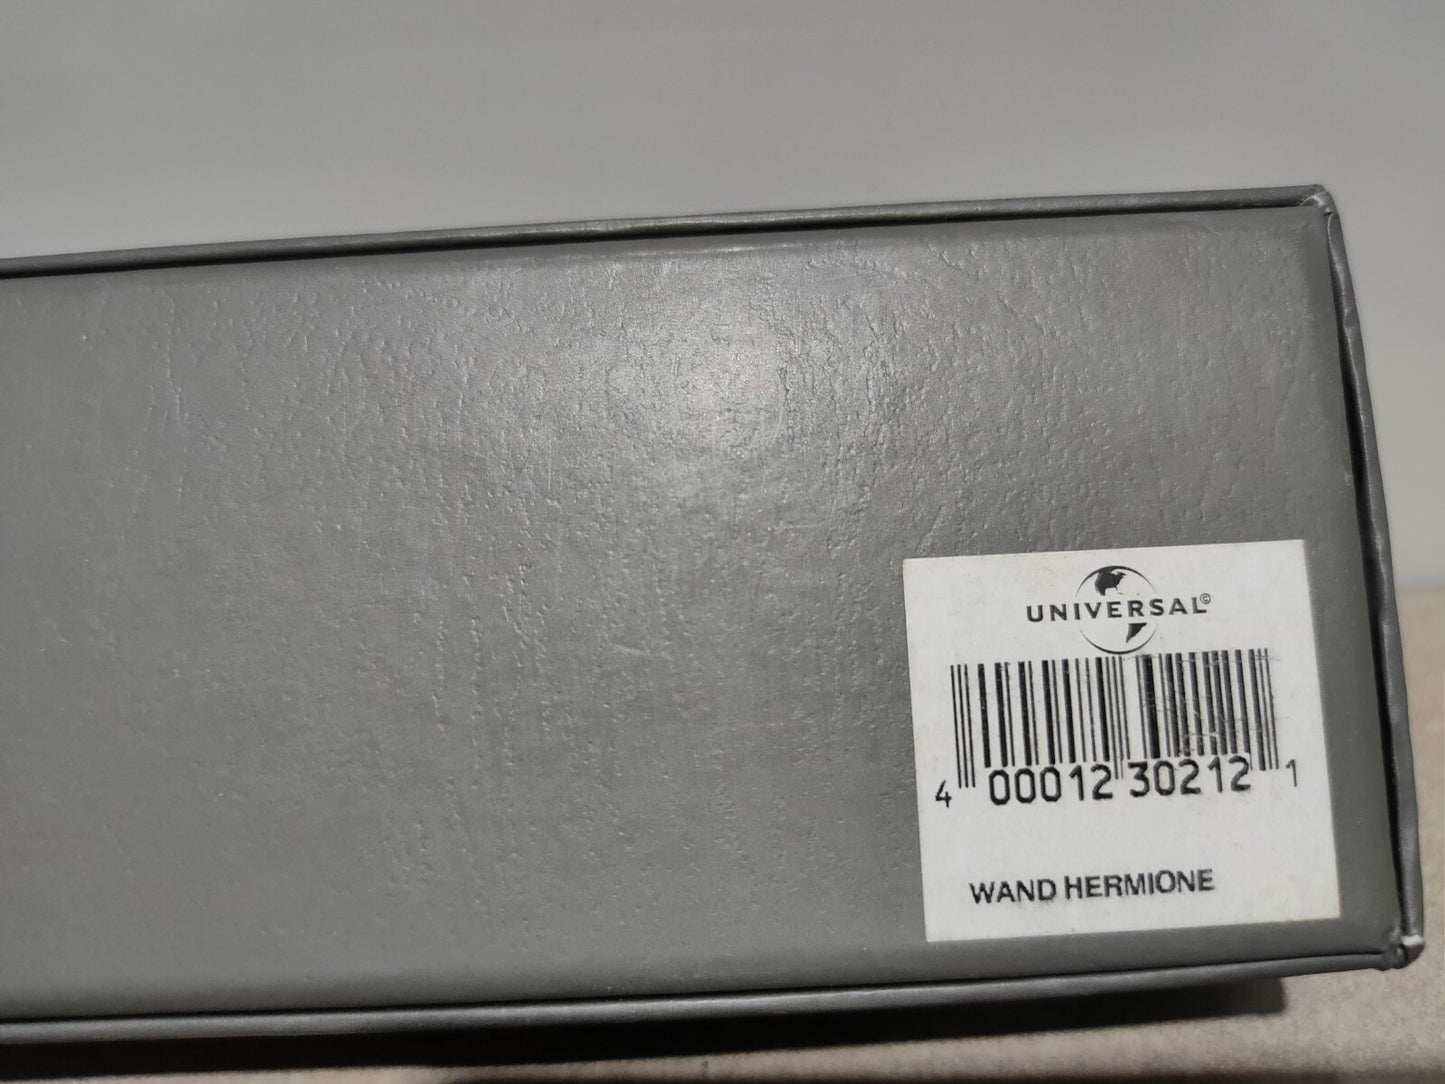 UNIVERSAL©
4 00012 30212 1
WAND HERMIONE